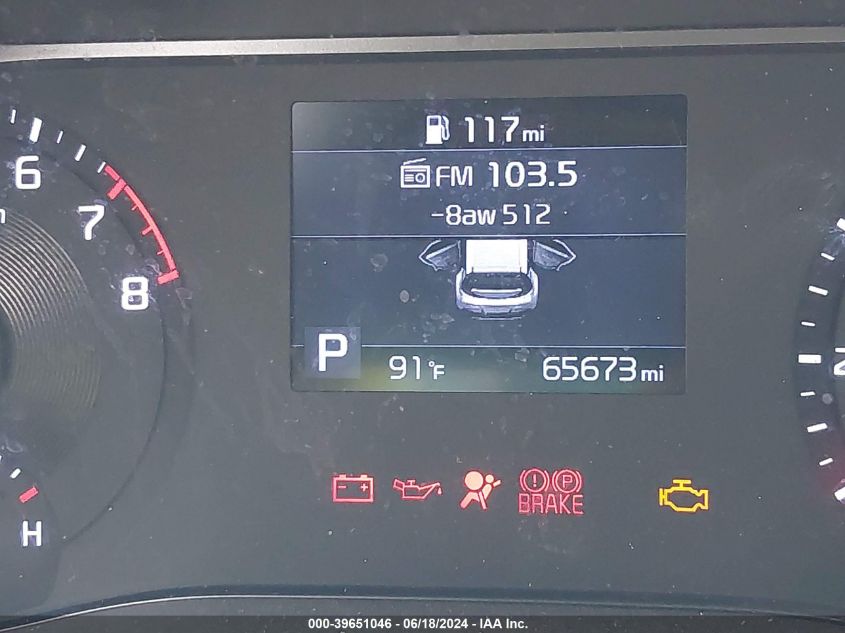 117mi
FM 103.5
-8aw 512
6
7
8
P
91°F
65673mi
H
BRAKE
000-39651046 - 06/18/2024 - IAA Inc.